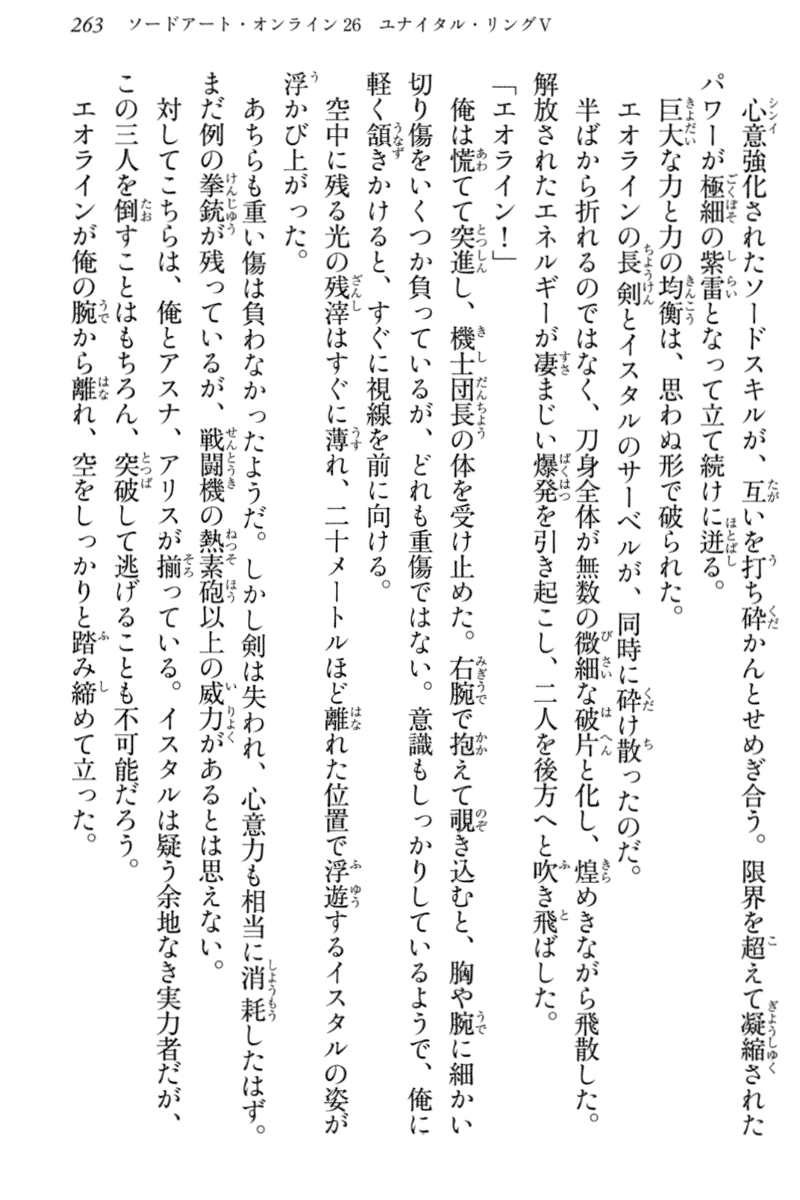 263 ソードアート・オンライン26 ユナイタル・リングV
心意強化されたソードスキルが、互いを打ち砕かんとせめぎ合う。限界を超えて凝縮された
パワーが極細の紫雷となって立て続けに迸る。
巨大な力と力の均衡は、思わぬ形で破られた。
エオラインの長剣とイスタルのサーベルが、同時に砕け散ったのだ。
半ばから折れるのではなく、刀身全体が無数の微細な破片と化し、煌めきながら飛散した。
解放されたエネルギーが凄まじい爆発を引き起こし、二人を後方へと吹き飛ばした。
「エオライン!」
俺は慌てて突進し、機士団長の体を受け止めた。右腕で抱えて覗き込むと、胸や腕に細かい
切り傷をいくつか負っているが、どれも重傷ではない。意識もしっかりしているようで、俺に
軽く頷きかけると、すぐに視線を前に向ける。
空中に残る光の残滓はすぐに薄れ、二十メートルほど離れた位置で浮遊するイスタルの姿が
浮かび上がった。
あちらも重い傷は負わなかったようだ。しかし剣は失われ、心意力も相当に消耗したはず。
まだ例の拳銃が残っているが、戦闘機の熱素砲以上の威力があるとは思えない。
対してこちらは、俺とアスナ、アリスが揃っている。イスタルは疑う余地なき実力者だが、
この三人を倒すことはもちろん、突破して逃げることも不可能だろう。
エオラインが俺の腕から離れ、空をしっかりと踏み締めて立った。